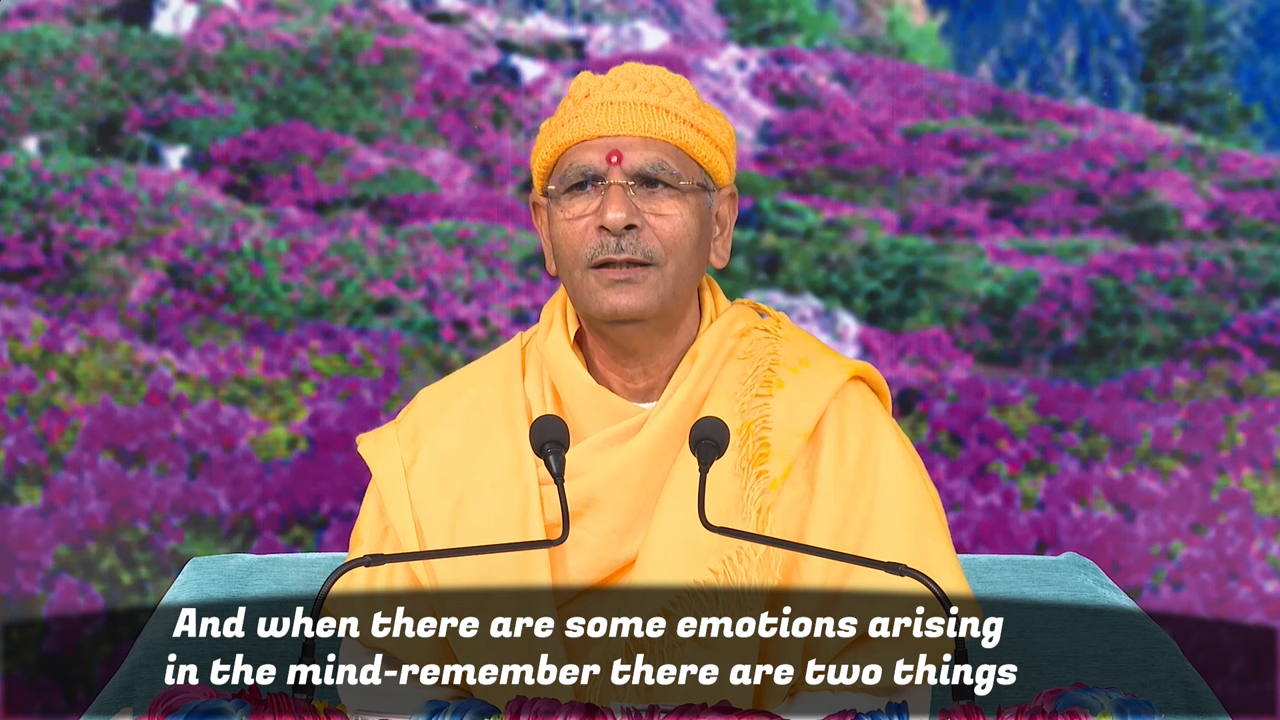 And when there are some emotions arising
in the mind-remember there are two things